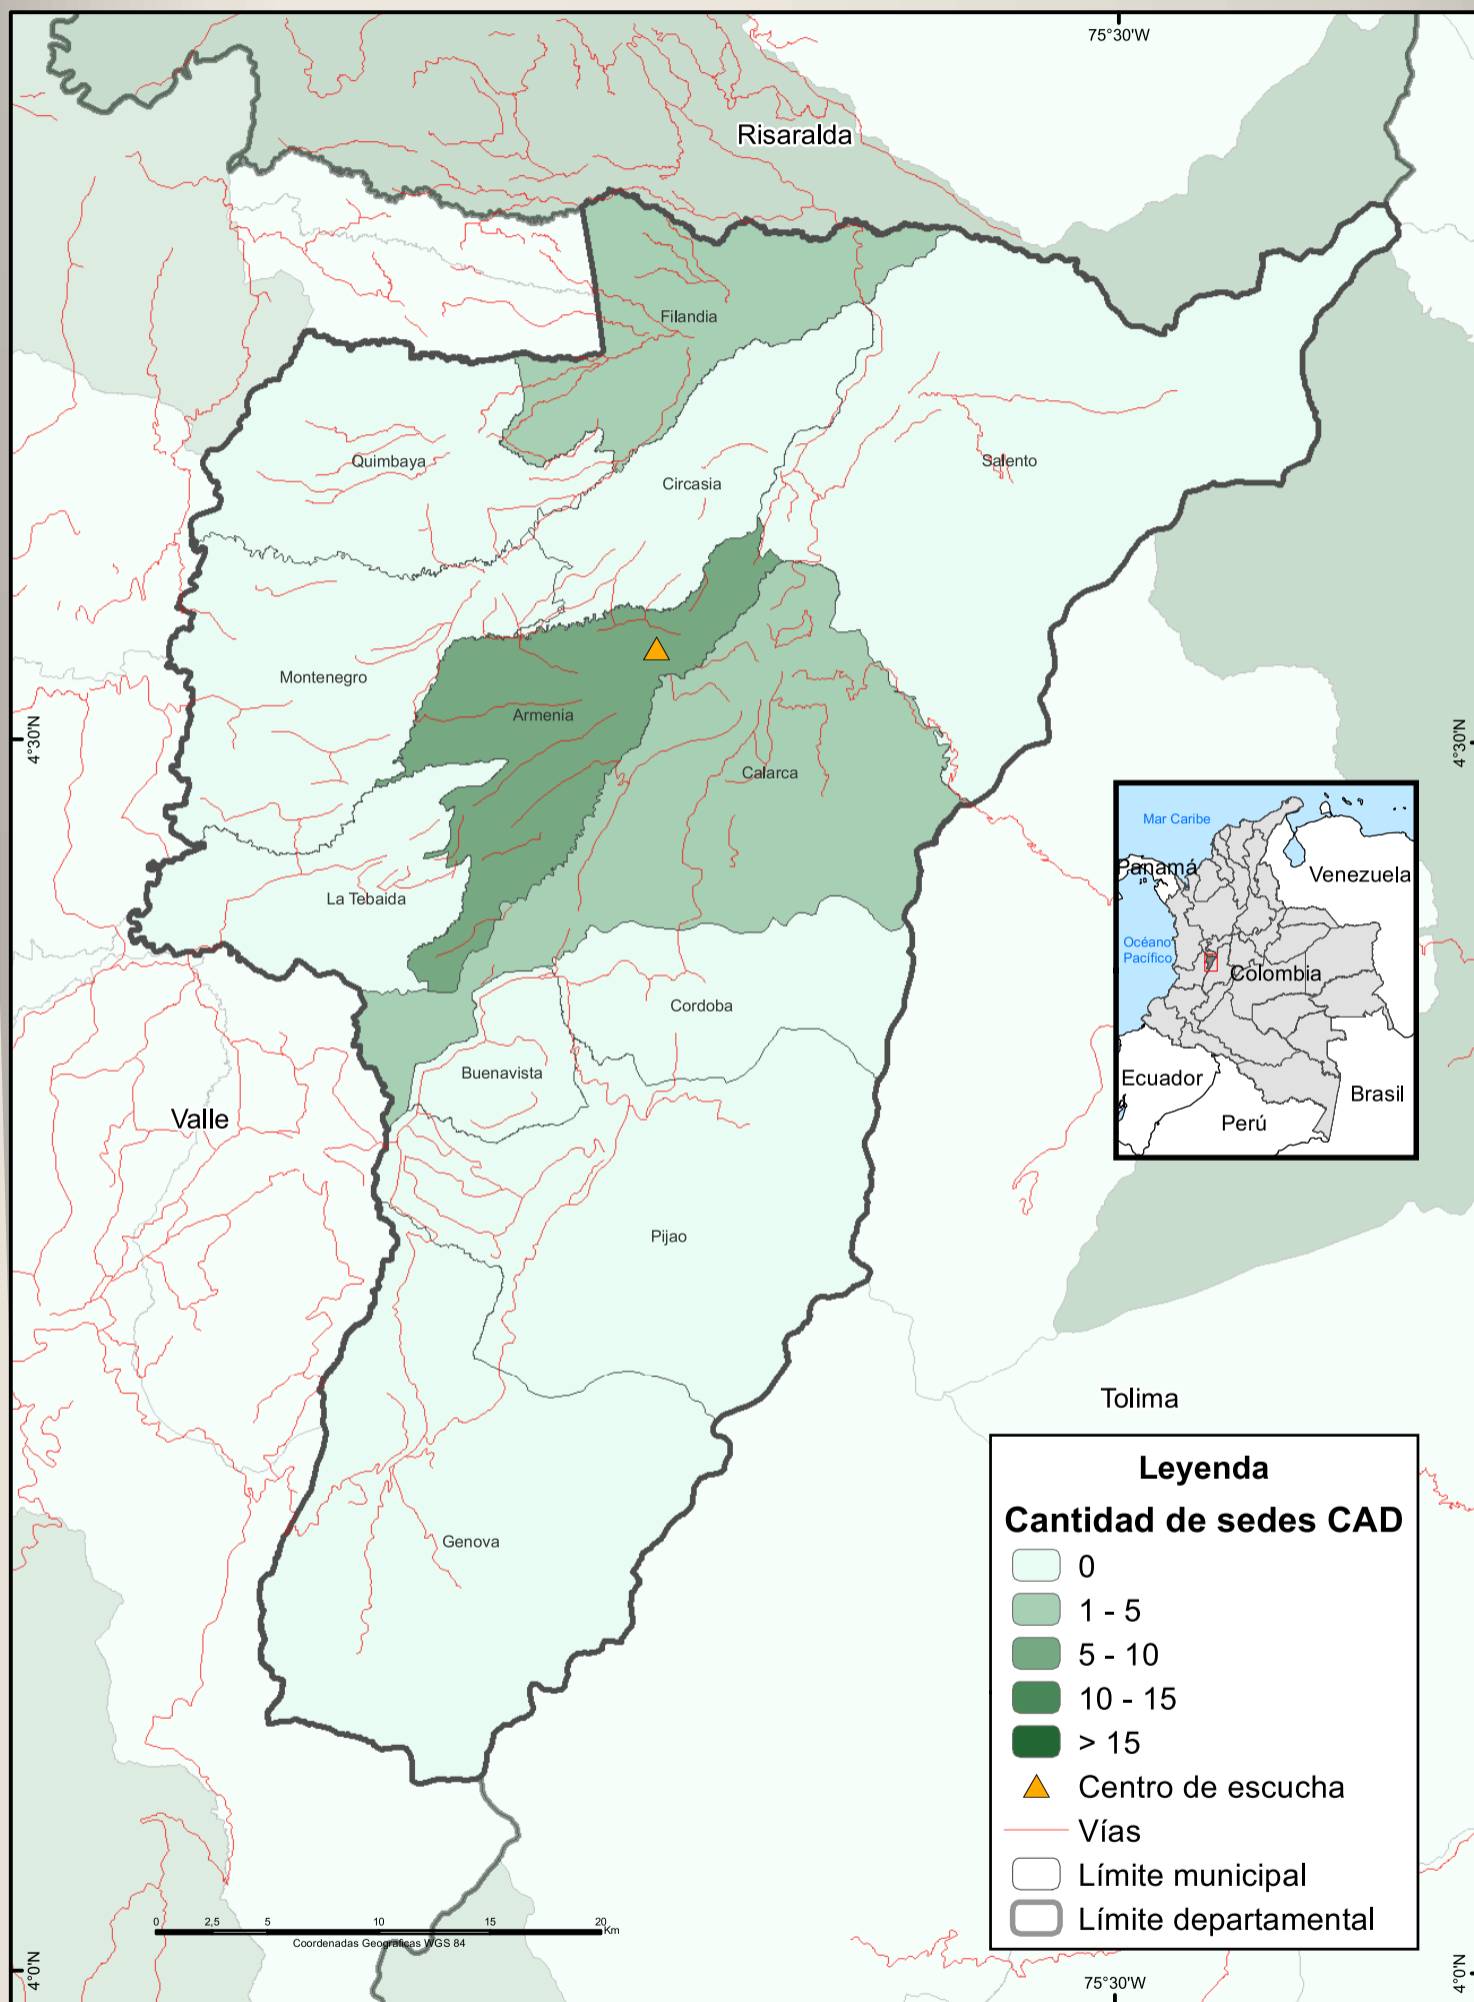 75°30'W
Risaralda
Filandia
Quimbaya
Circasia
Salento
Montenegro
Armenia
4°30'N
4°30'N
Calarca
Mar Caribe
Panamá
Venezuela
La Tebaida
Océano
Pacífico
Colombia
Cordoba
Buenavista
Ecuador
Brasil
Valle
Perú
Pijao
Tolima
Leyenda
Cantidad de sedes CAD
0
1 - 5
5 - 10
10 - 15
> 15
Centro de escucha
Vías
Límite municipal
Límite departamental
Genova
0 2,5 5 10 15 20 Km
Coordenadas Geograficas WGS 84
4°0'N
4°0'N
75°30'W